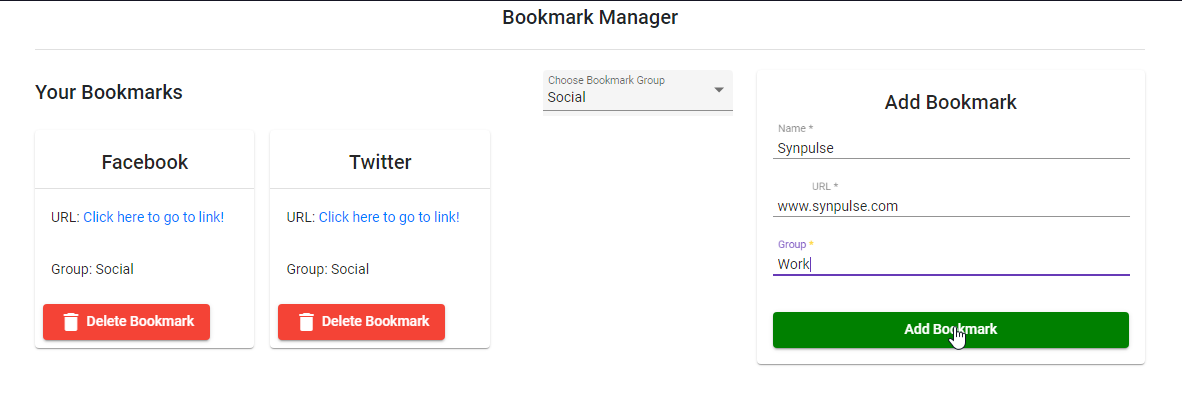 Bookmark Manager
Your Bookmarks
Choose Bookmark Group
Social
Facebook
URL: Click here to go to link!
Group: Social
Delete Bookmark
Twitter
URL: Click here to go to link!
Group: Social
Delete Bookmark
Add Bookmark
Name *
Synpulse
URL *
www.synpulse.com
Group *
Work
Add Bookmark